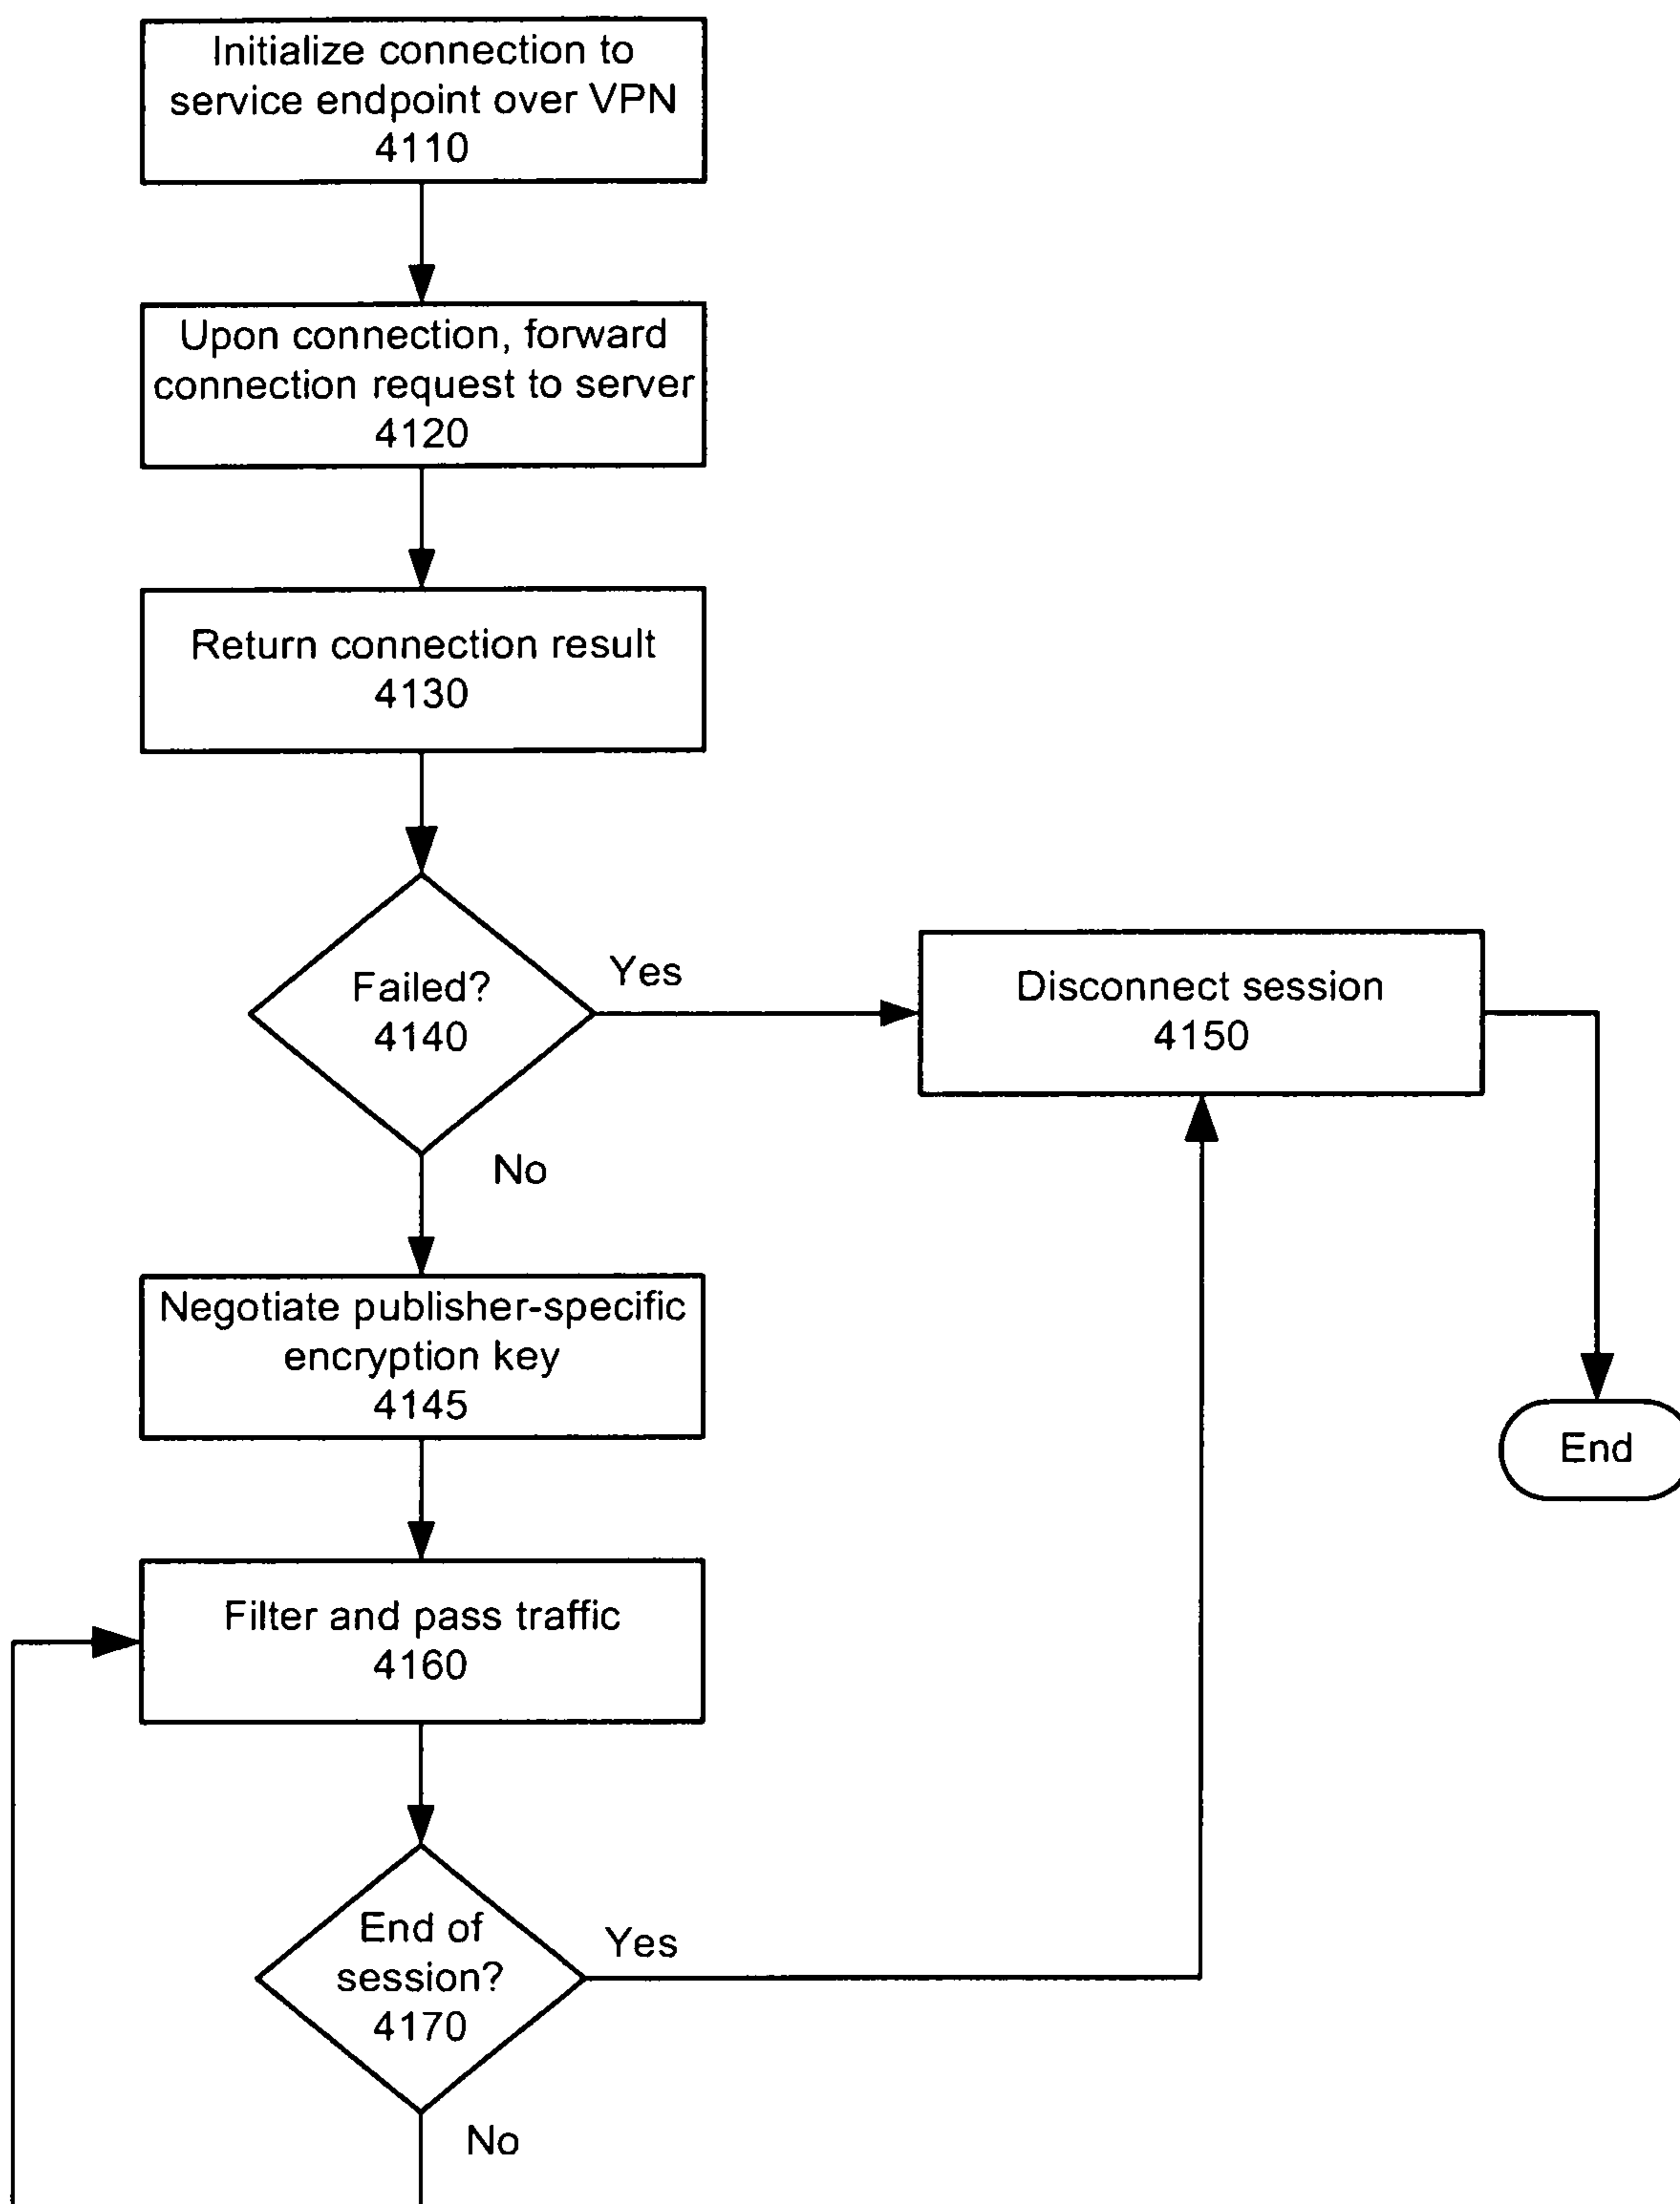 Initialize connection to
service endpoint over VPN
4110
Upon connection, forward
connection request to server
4120
Return connection result
4130
Failed?
4140
Yes
Disconnect session
4150
No
Negotiate publisher-specific
encryption key
4145
End
Filter and pass traffic
4160
End of
session?
4170
Yes
No